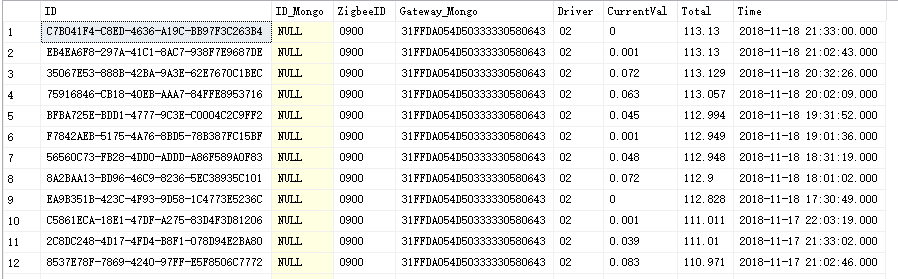 ID ID_Mongo ZigbeeID Gateway_Mongo Driver CurrentVal Total Time
1 C7B041F4-C8ED-4636-A19C-BB97F3C263B4 NULL 0900 31FFDA054D50333330580643 02 0 113.13 2018-11-18 21:33:00.000
2 EB4EA6F8-297A-41C1-8AC7-938F7E9687DE NULL 0900 31FFDA054D50333330580643 02 0.001 113.13 2018-11-18 21:02:43.000
3 35067E53-888B-42BA-9A3E-62E7670C1BEC NULL 0900 31FFDA054D50333330580643 02 0.072 113.129 2018-11-18 20:32:26.000
4 75916846-CB18-40EB-AAA7-84FFE8953716 NULL 0900 31FFDA054D50333330580643 02 0.063 113.057 2018-11-18 20:02:09.000
5 BFBA725E-BDD1-4777-9C3E-C0004C2C9FF2 NULL 0900 31FFDA054D50333330580643 02 0.045 112.994 2018-11-18 19:31:52.000
6 F7842AEB-5175-4A76-8BD5-78B387FC15BF NULL 0900 31FFDA054D50333330580643 02 0.001 112.949 2018-11-18 19:01:36.000
7 56560C73-FB28-4DD0-ADDD-A86F589A0F83 NULL 0900 31FFDA054D50333330580643 02 0.048 112.948 2018-11-18 18:31:19.000
8 8A2BAA13-BD96-46C9-8236-5EC38935C101 NULL 0900 31FFDA054D50333330580643 02 0.072 112.9 2018-11-18 18:01:02.000
9 EA9B351B-423C-4F93-9D58-1C4773E5236C NULL 0900 31FFDA054D50333330580643 02 0 112.828 2018-11-18 17:30:49.000
10 C5861ECA-18E1-47DF-A275-83D4F3D81206 NULL 0900 31FFDA054D50333330580643 02 0.001 111.011 2018-11-17 22:03:19.000
11 2C8DC248-4D17-4FD4-B8F1-078D94E2BA80 NULL 0900 31FFDA054D50333330580643 02 0.039 111.01 2018-11-17 21:33:02.000
12 8537E78F-7869-4240-97FF-E5F8506C7772 NULL 0900 31FFDA054D50333330580643 02 0.083 110.971 2018-11-17 21:02:46.000